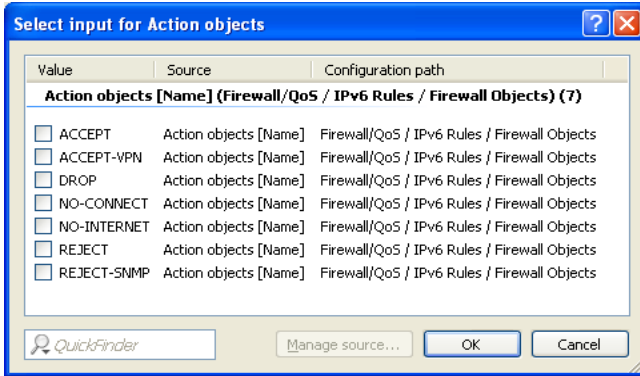 Select input for Action objects
Value Source Configuration path
Action objects [Name] (Firewall/QoS / IPv6 Rules / Firewall Objects) (7)
ACCEPT Action objects [Name] Firewall/QoS / IPv6 Rules / Firewall Objects
ACCEPT-VPN Action objects [Name] Firewall/QoS / IPv6 Rules / Firewall Objects
DROP Action objects [Name] Firewall/QoS / IPv6 Rules / Firewall Objects
NO-CONNECT Action objects [Name] Firewall/QoS / IPv6 Rules / Firewall Objects
NO-INTERNET Action objects [Name] Firewall/QoS / IPv6 Rules / Firewall Objects
REJECT Action objects [Name] Firewall/QoS / IPv6 Rules / Firewall Objects
REJECT-SNMP Action objects [Name] Firewall/QoS / IPv6 Rules / Firewall Objects
QuickFinder Manage source... OK Cancel